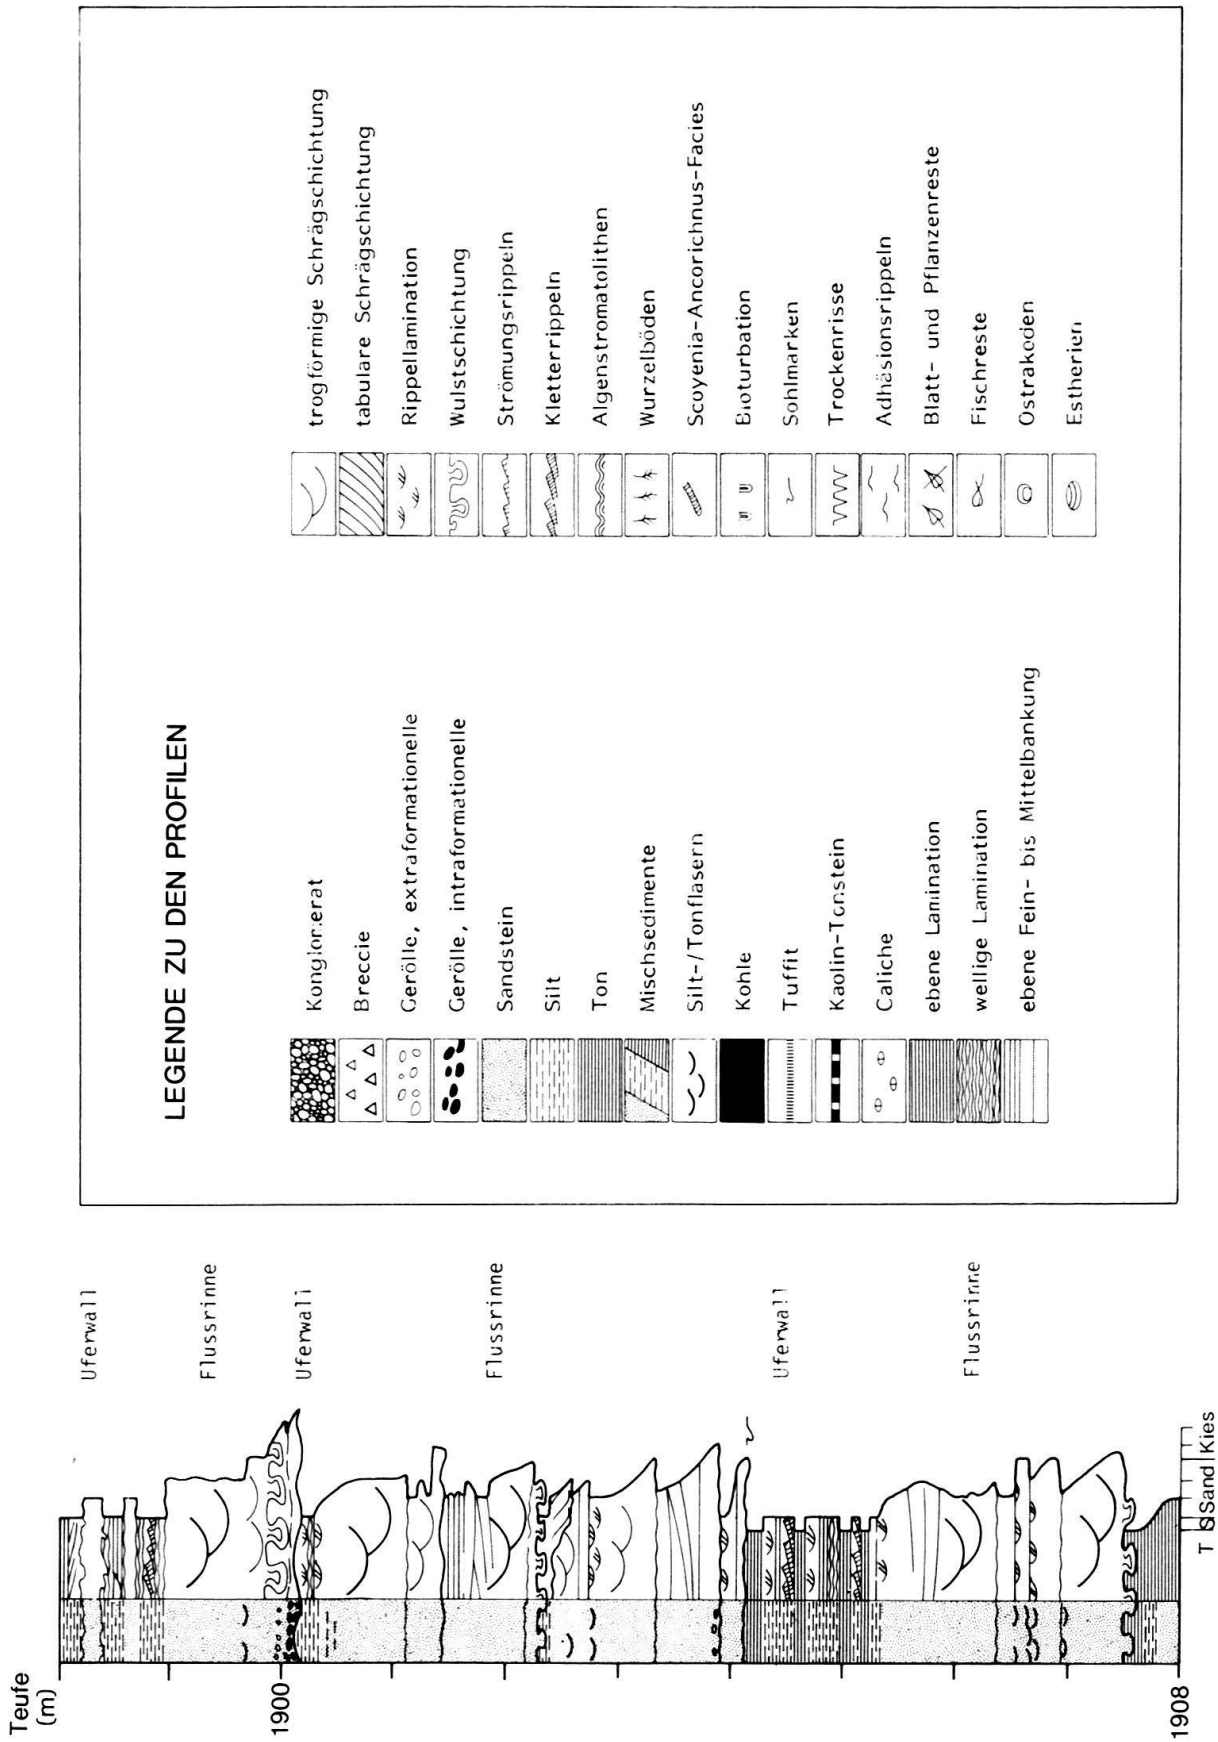 LEGENDE ZU DEN PROFILEN
Konglomerat
Breccie
Gerölle, extraformationelle
Gerölle, intraformationelle
Sandstein
Silt
Ton
Mischsedimente
Silt-/Tonflasern
Kohle
Tuffit
Kaolin-Tonstein
Caliche
ebene Lamination
wellige Lamination
ebene Fein- bis Mittelbankung
trogförmige Schrägschichtung
tabulare Schrägschichtung
Rippellamination
Wulstschichtung
Strömungsrippeln
Kletterrippeln
Algenstromatolithen
Wurzelböden
Scoyenia-Ancorichnus-Facies
Bioturbation
Sohlmarken
Trockenrisse
Adhäsionsrippeln
Blatt- und Pflanzenreste
Fischreste
Ostrakoden
Estherien
Teufe
(m)
1900
1908
Uferwall
Flussrinne
Uferwall
Flussrinne
Uferwall
Flussrinne
T S Sand Kies